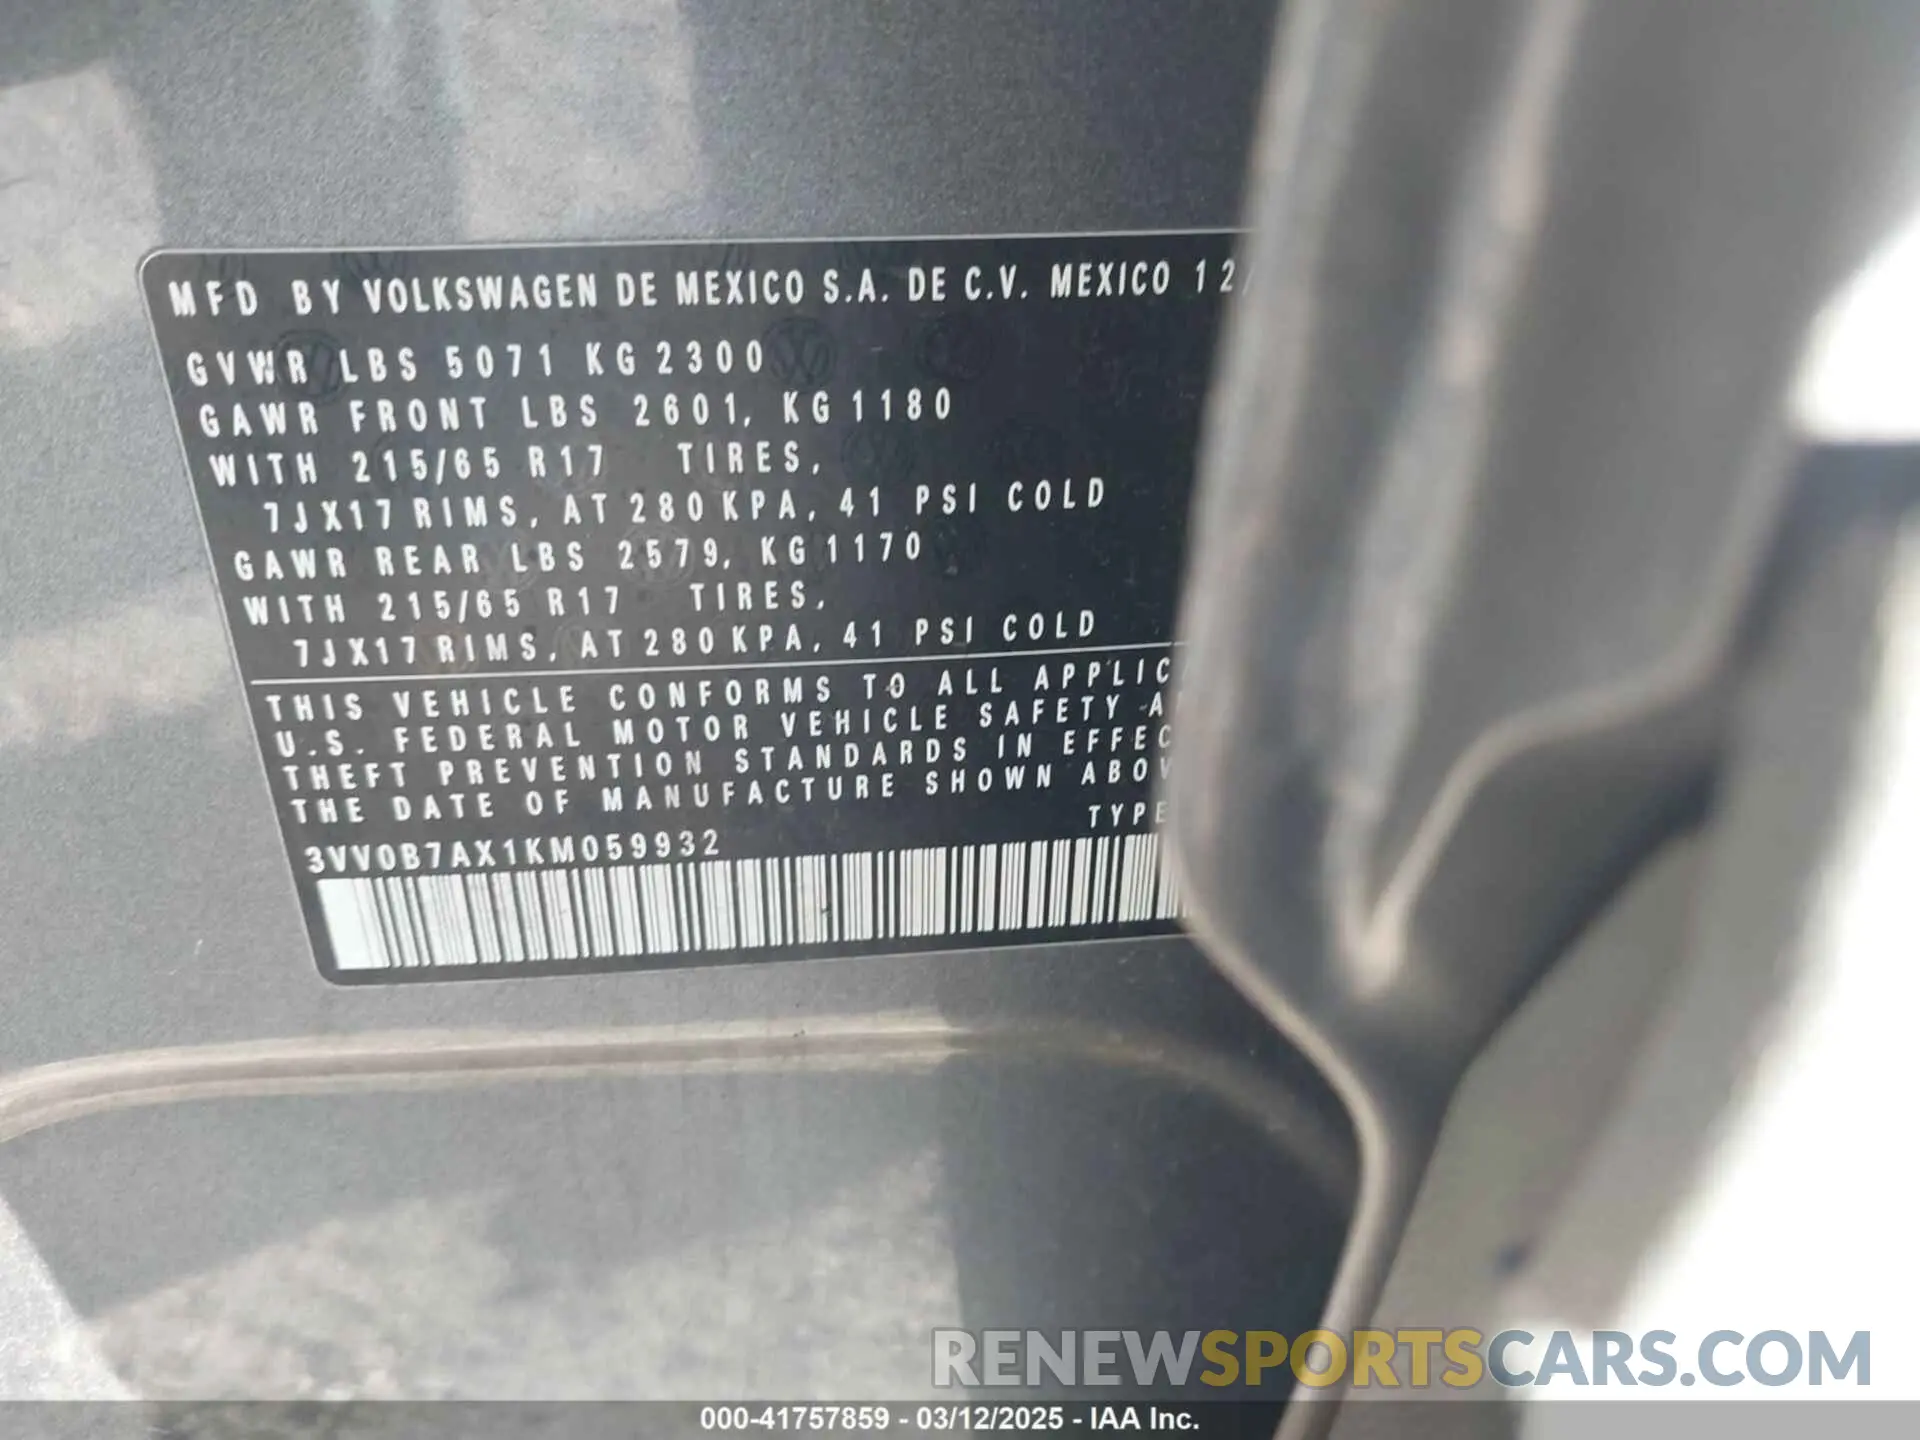 MFD BY VOLKSWAGEN DE MEXICO S.A. DE C.V. MEXICO 12/
GVWR LBS 5071 KG 2300
GAWR FRONT LBS 2601, KG 1180
WITH 215/65 R17 TIRES,
7JX17 RIMS, AT 280 KPA, 41 PSI COLD
GAWR REAR LBS 2579, KG 1170
WITH 215/65 R17 TIRES,
7JX17 RIMS, AT 280 KPA, 41 PSI COLD
THIS VEHICLE CONFORMS TO ALL APPLIC
U.S. FEDERAL MOTOR VEHICLE SAFETY A
THEFT PREVENTION STANDARDS IN EFFEC
THE DATE OF MANUFACTURE SHOWN ABOV
TYPE
3VV0B7AX1KM059932
RENEWSPORTSCARS.COM
000-41757859 - 03/12/2025 - IAA Inc.